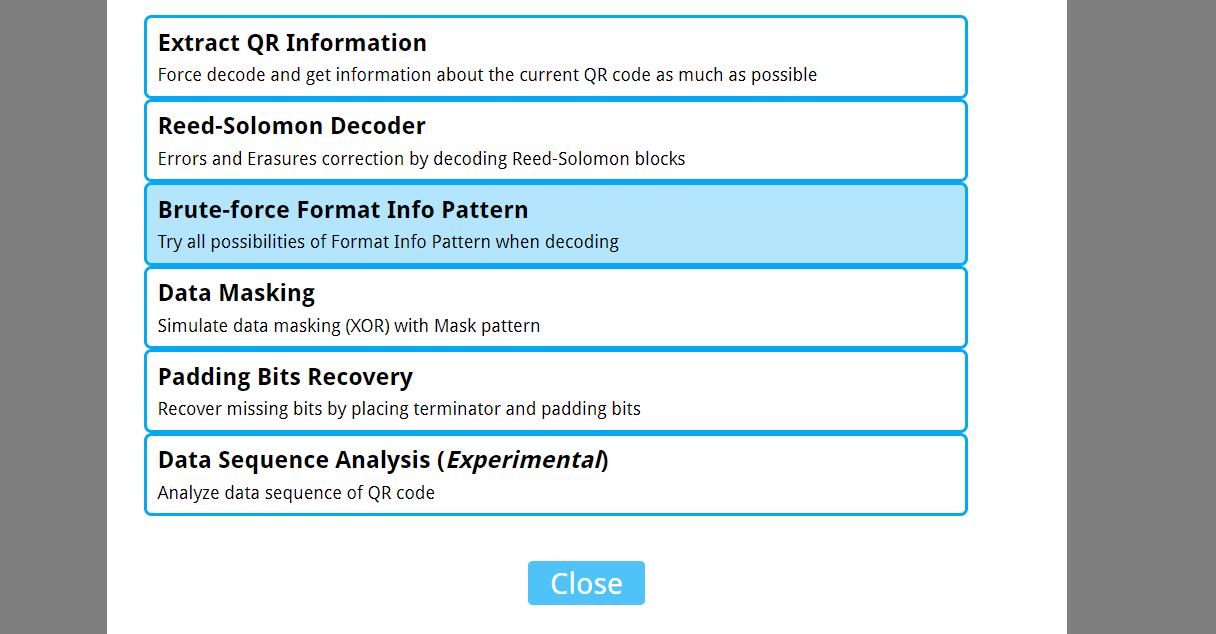 Extract QR Information
Force decode and get information about the current QR code as much as possible
Reed-Solomon Decoder
Errors and Erasures correction by decoding Reed-Solomon blocks
Brute-force Format Info Pattern
Try all possibilities of Format Info Pattern when decoding
Data Masking
Simulate data masking (XOR) with Mask pattern
Padding Bits Recovery
Recover missing bits by placing terminator and padding bits
Data Sequence Analysis (Experimental)
Analyze data sequence of QR code
Close